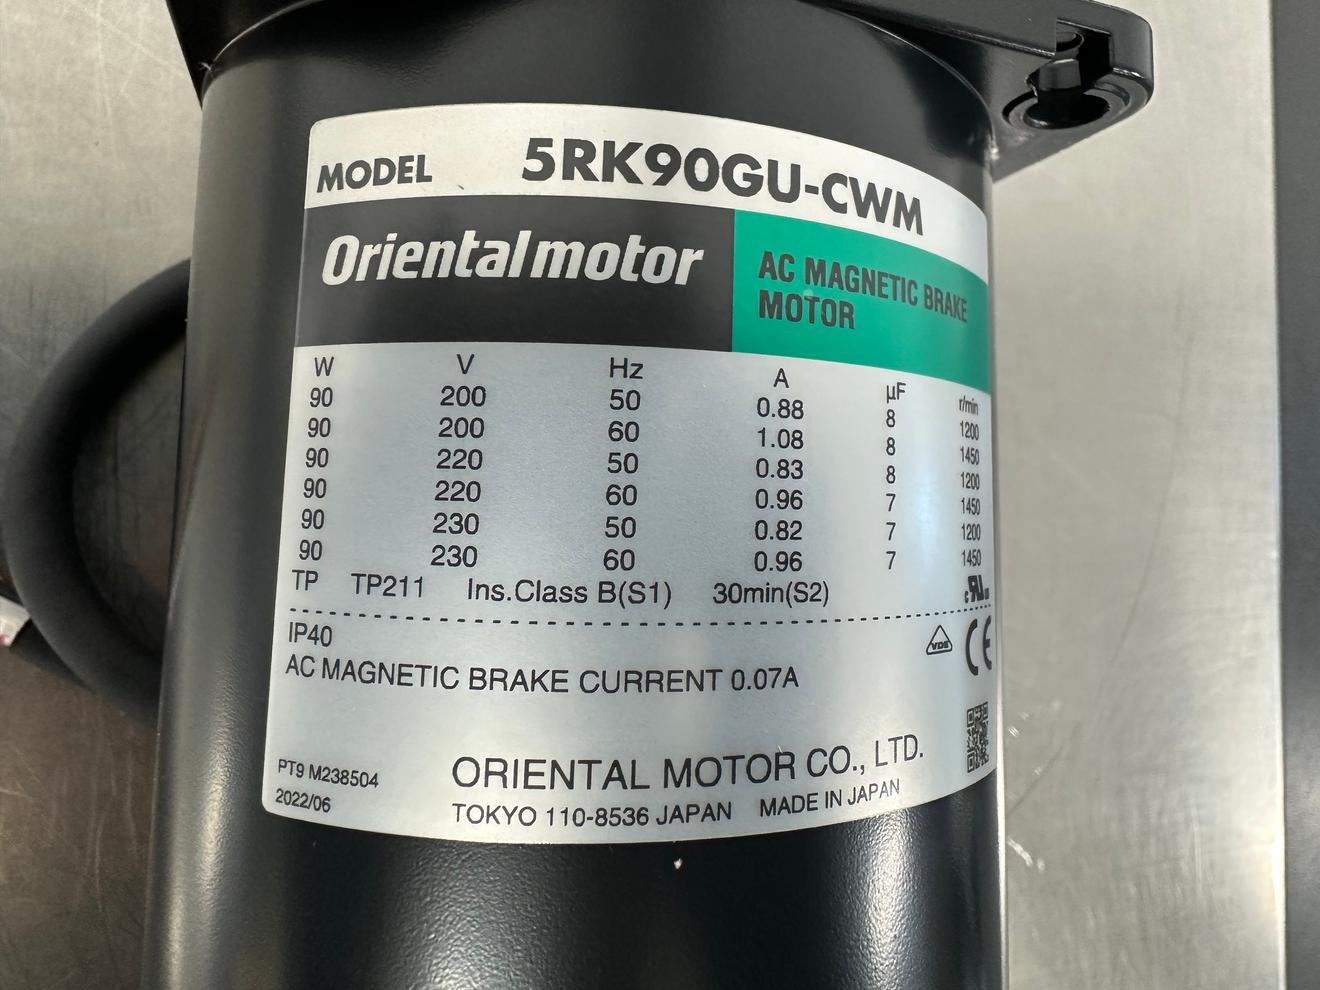 MODEL 5RK90GU-CWM
Orientalmotor
AC MAGNETIC BRAKE
MOTOR
W V Hz A µF r/min
90 200 50 0.88 8 1200
90 200 60 1.08 8 1450
90 220 50 0.83 8 1200
90 220 60 0.96 7 1450
90 230 50 0.82 7 1200
90 230 60 0.96 7 1450
TP TP211 Ins.Class B(S1) 30min(S2)
c RU us
IP40
VDE CE
AC MAGNETIC BRAKE CURRENT 0.07A
PT9 M238504
2022/06
ORIENTAL MOTOR CO., LTD.
TOKYO 110-8536 JAPAN MADE IN JAPAN